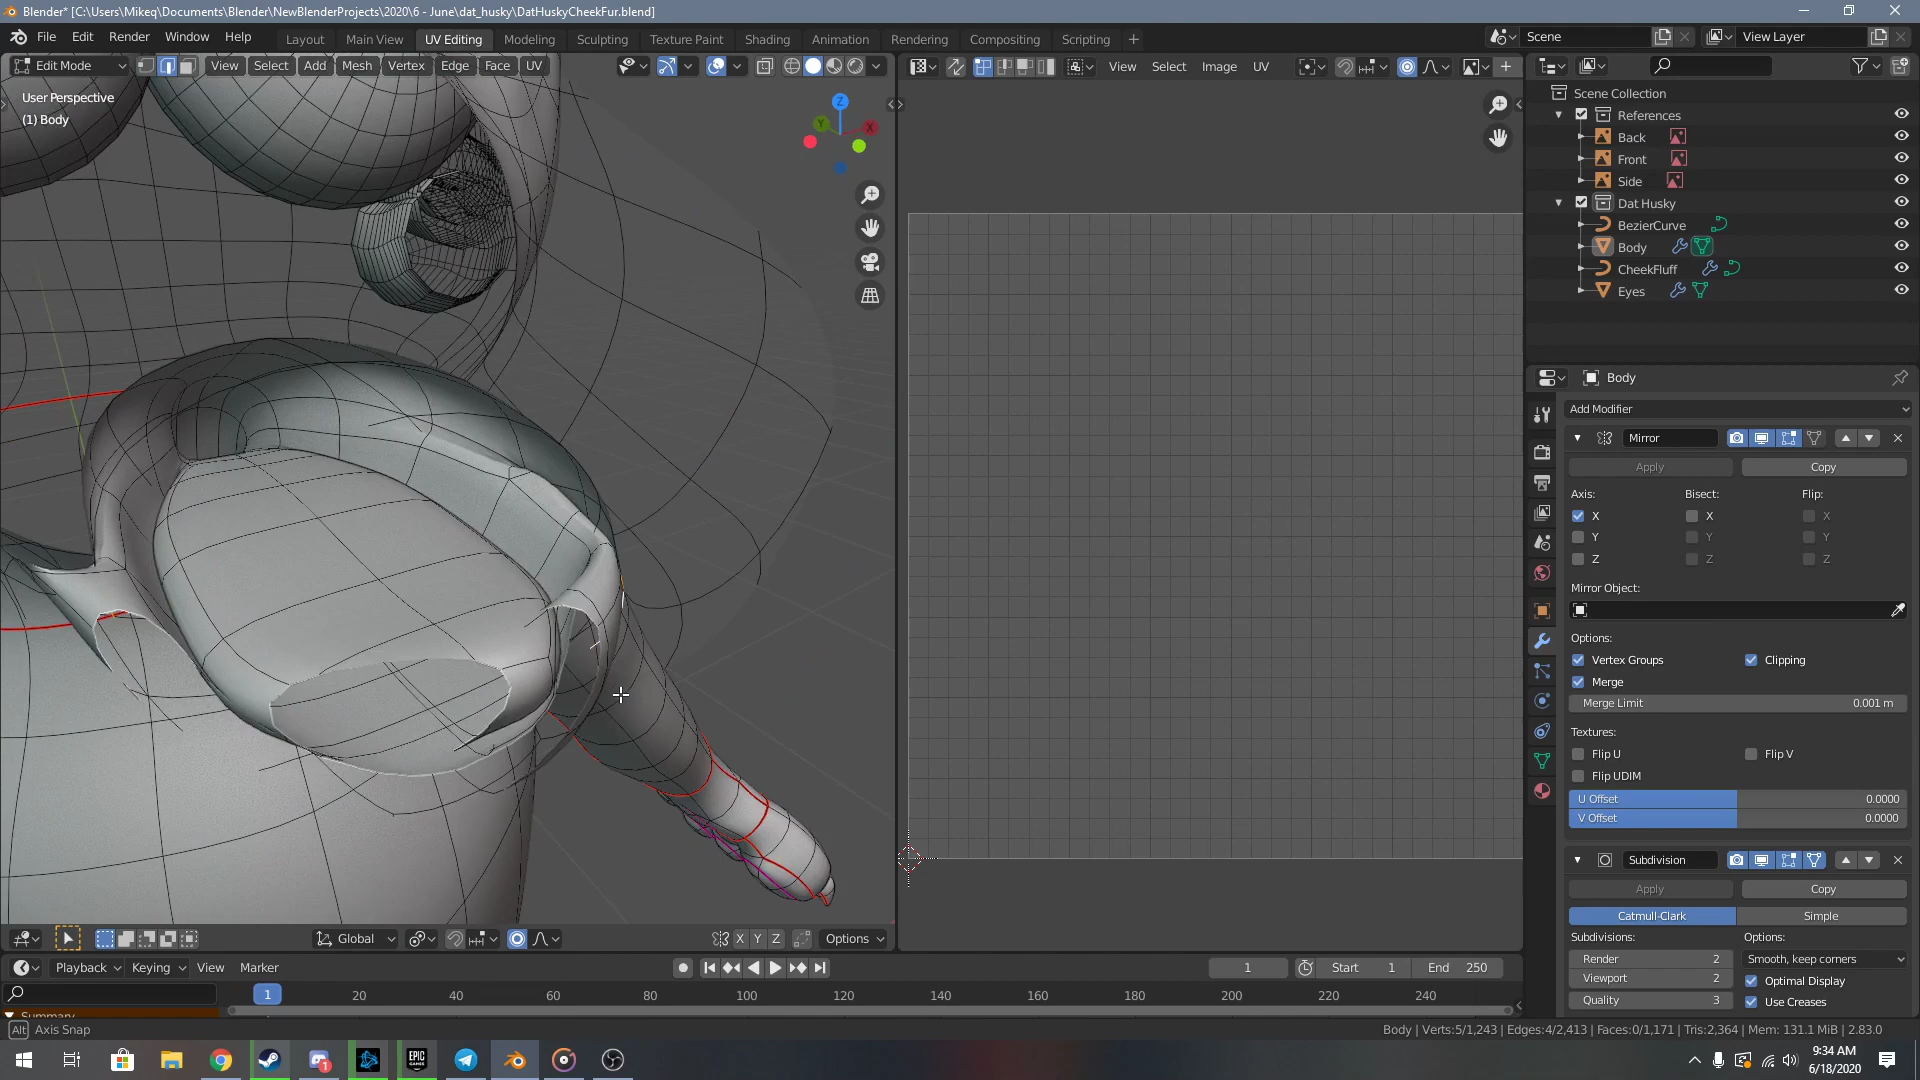 Blender* [C:\Users\Mikeq\Documents\Blender\NewBlenderProjects\2020\6 - June\dat_husky\DatHuskyCheekFur.blend]
File Edit Render Window Help Layout Main View UV Editing Modeling Sculpting Texture Paint Shading Animation Rendering Compositing Scripting + Scene View Layer
Edit Mode View Select Add Mesh Vertex Edge Face UV View Select Image UV
User Perspective
(1) Body
Z
Y
X
Scene Collection
References
Back
Front
Side
Dat Husky
BezierCurve
Body
CheekFluff
Eyes
Body
Add Modifier
Mirror
Apply Copy
Axis: Bisect: Flip:
X X X
Y Y Y
Z Z Z
Mirror Object:
Options:
Vertex Groups Clipping
Merge
Merge Limit 0.001 m
Textures:
Flip U Flip V
Flip UDIM
U Offset 0.0000
V Offset 0.0000
Subdivision
Apply Copy
Catmull-Clark Simple
Subdivisions: Options:
Render 2 Smooth, keep corners
Viewport 2 Optimal Display
Quality 3 Use Creases
Global X Y Z Options
Playback Keying View Marker 1 Start 1 End 250
1 20 40 60 80 100 120 140 160 180 200 220 240
Summary
Alt Axis Snap Body | Verts:5/1,243 | Edges:4/2,413 | Faces:0/1,171 | Tris:2,364 | Mem: 131.1 MiB | 2.83.0
EPIC GAMES
1
9:34 AM
6/18/2020